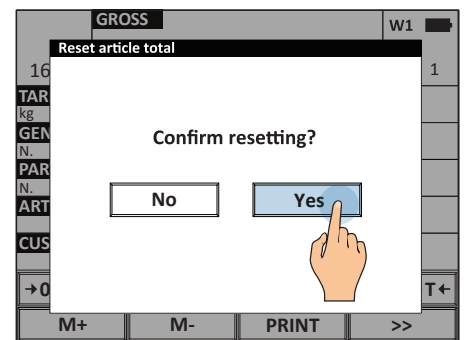 GROSS
W1
Reset article total
16
1
TAR
kg
GEN
N.
Confirm resetting?
PAR
N.
No
Yes
ART
CUS
→0
T←
M+
M-
PRINT
>>